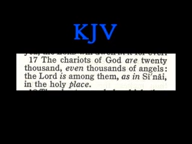 KJV
17 The chariots of God are twenty
thousand, even thousands of angels:
the Lord is among them, as in Si'nāi,
in the holy place.